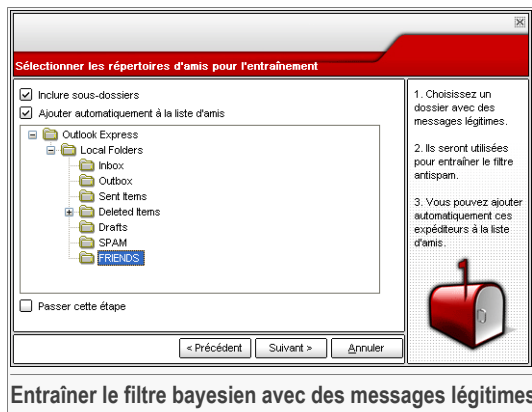 Sélectionner les répertoires d'amis pour l'entraînement
Inclure sous-dossiers
Ajouter automatiquement à la liste d'amis
Outlook Express
Local Folders
Inbox
Outbox
Sent Items
Deleted Items
Drafts
SPAM
FRIENDS
Passer cette étape
< Précédent
Suivant >
Annuler
1. Choisissez un
dossier avec des
messages légitimes.
2. Ils seront utilisées
pour entraîner le filtre
antispam.
3. Vous pouvez ajouter
automatiquement ces
expéditeurs à la liste
d'amis.
Entraîner le filtre bayesien avec des messages légitimes